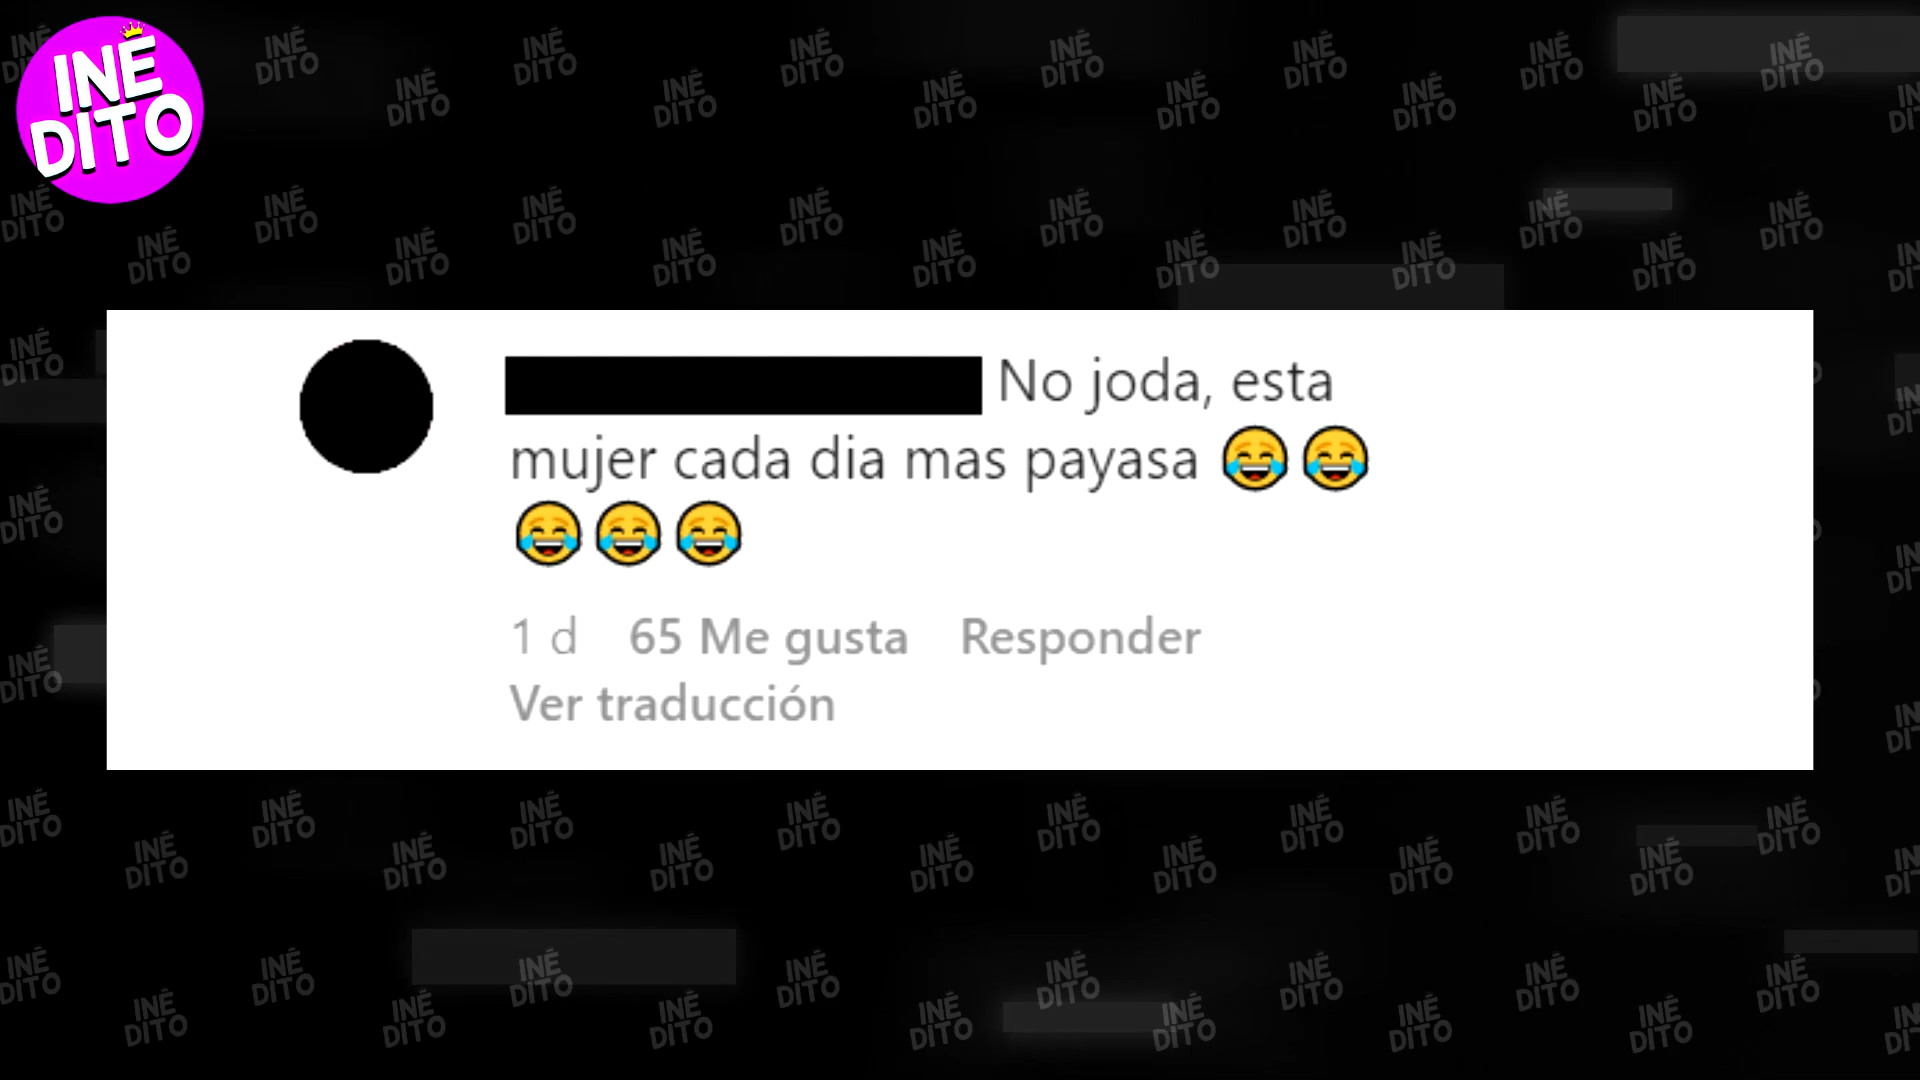 INÉ
DITO
No joda, esta
mujer cada dia mas payasa 😂😂
😂😂😂
1 d 65 Me gusta Responder
Ver traducción